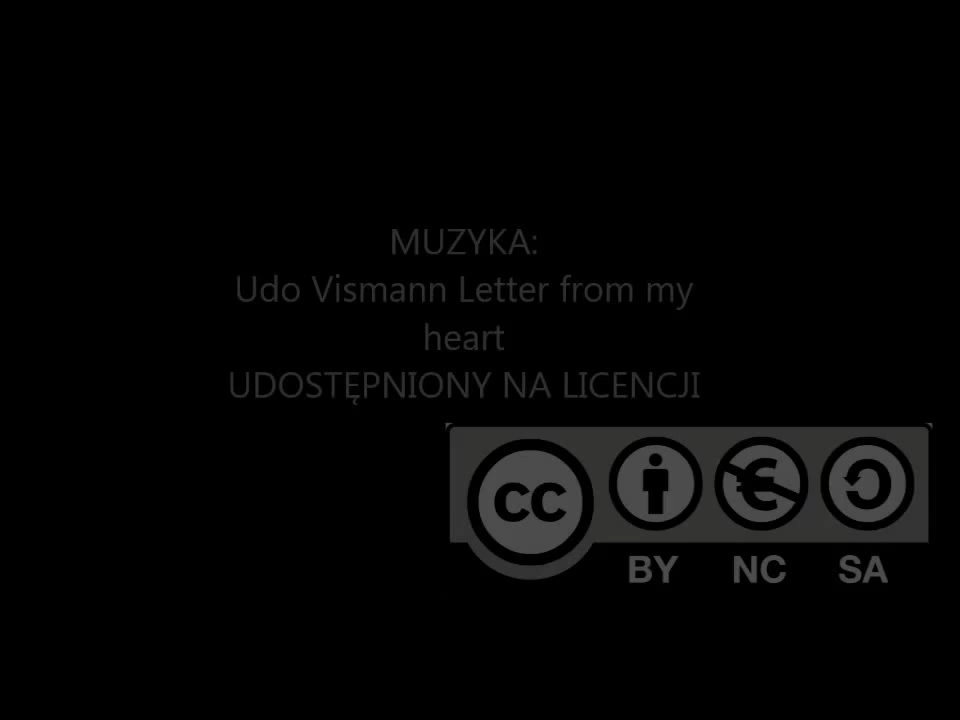 MUZYKA:
Udo Vismann Letter from my
heart
UDOSTĘPNIONY NA LICENCJI
cc
BY NC SA